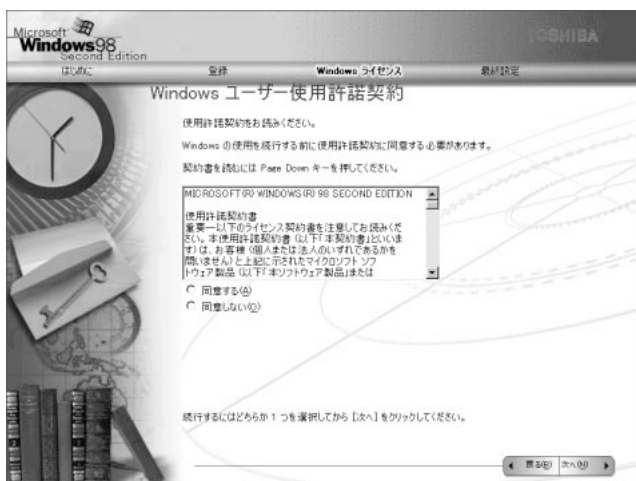 Microsoft
Windows98
Second Edition
TOSHIBA
はじめに 登録 Windows ライセンス 最終設定
Windows ユーザー使用許諾契約
使用許諾契約をお読みください。
Windows の使用を続行する前に使用許諾契約に同意する必要があります。
契約書を読むには Page Down キーを押してください。
MICROSOFT(R) WINDOWS(R) 98 SECOND EDITION
使用許諾契約書
重要－以下のライセンス契約書を注意してお読みくだ
さい。本使用許諾契約書（以下「本契約書」といいま
す）は、お客様（個人または法人のいずれであるかを
問いません）と上記に示されたマイクロソフト ソフ
トウェア製品（以下「本ソフトウェア製品」または
同意する(A)
同意しない(D)
続行するにはどちらか 1 つを選択してから [次へ] をクリックしてください。
戻る(B) 次へ(N)